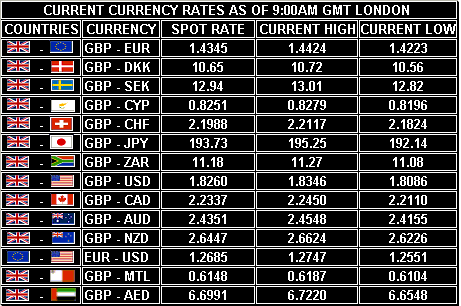 CURRENT CURRENCY RATES AS OF 9:00AM GMT LONDON
COUNTRIES CURRENCY SPOT RATE CURRENT HIGH CURRENT LOW
- GBP - EUR 1.4345 1.4424 1.4223
- GBP - DKK 10.65 10.72 10.56
- GBP - SEK 12.94 13.01 12.82
- GBP - CYP 0.8251 0.8279 0.8196
- GBP - CHF 2.1988 2.2117 2.1824
- GBP - JPY 193.73 195.25 192.14
- GBP - ZAR 11.18 11.27 11.08
- GBP - USD 1.8260 1.8346 1.8086
- GBP - CAD 2.2337 2.2450 2.2110
- GBP - AUD 2.4351 2.4548 2.4155
- GBP - NZD 2.6447 2.6624 2.6226
- EUR - USD 1.2685 1.2747 1.2551
- GBP - MTL 0.6148 0.6187 0.6104
- GBP - AED 6.6991 6.7220 6.6548